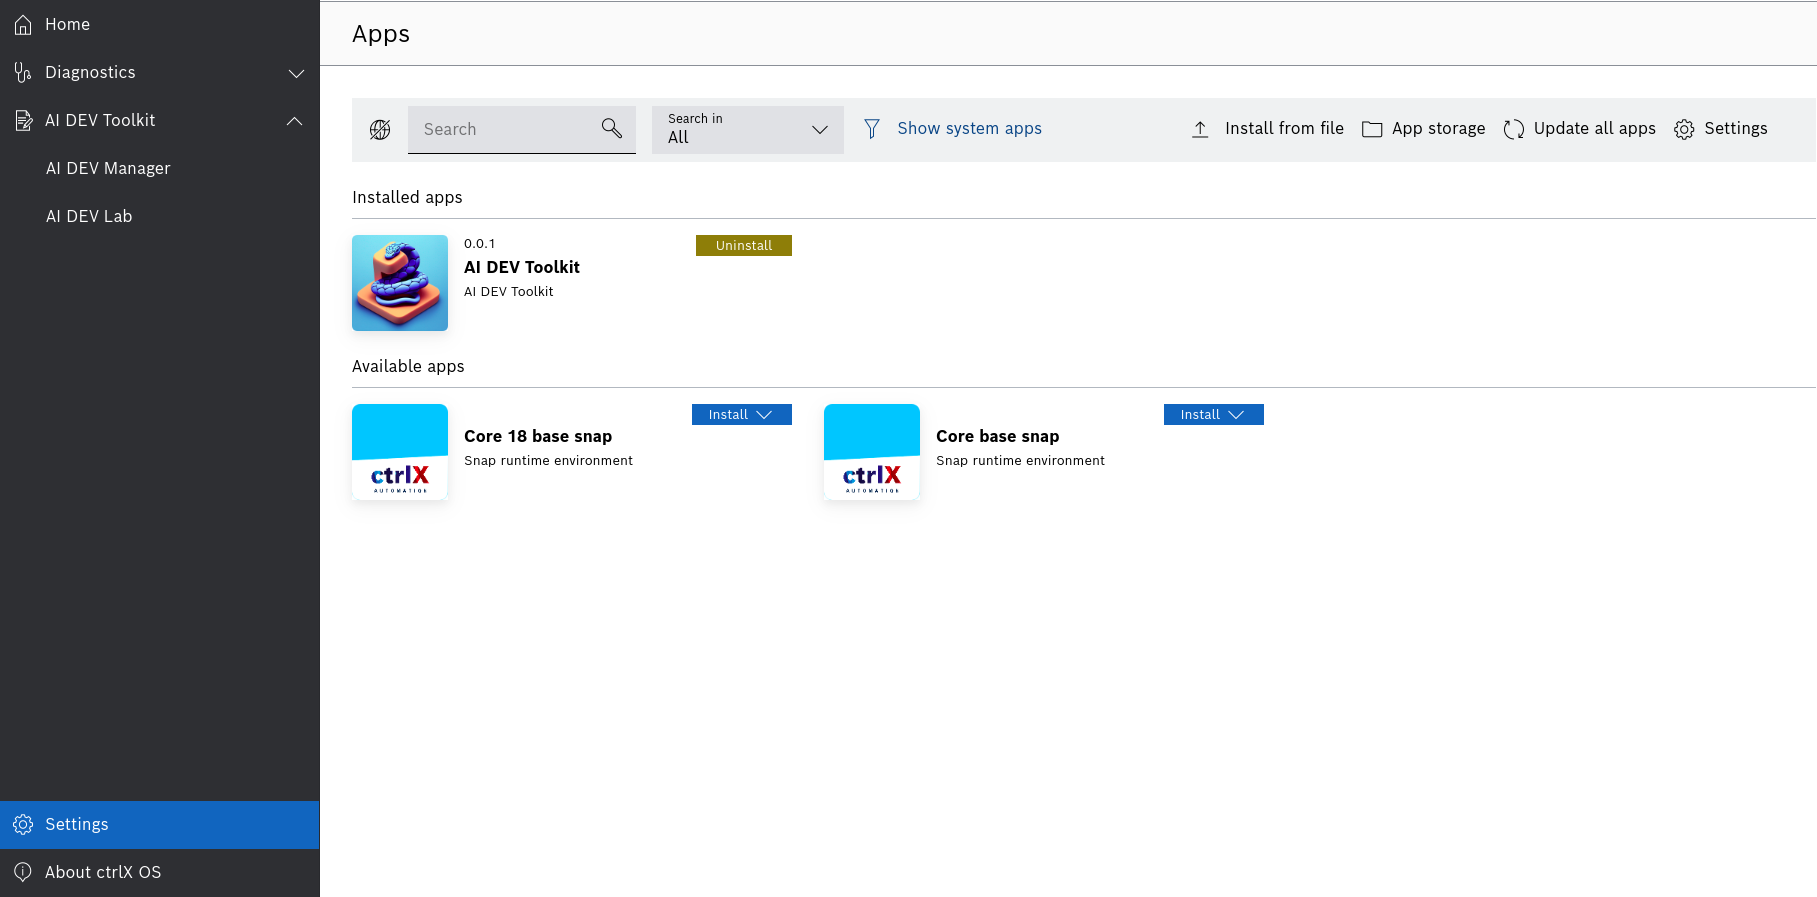 Home
Diagnostics
AI DEV Toolkit
AI DEV Manager
AI DEV Lab
Settings
About ctrlX OS
Apps
Search
Search in
All
Show system apps
Install from file
App storage
Update all apps
Settings
Installed apps
0.0.1
Uninstall
AI DEV Toolkit
AI DEV Toolkit
Available apps
ctrlX
AUTOMATION
Install
Core 18 base snap
Snap runtime environment
ctrlX
AUTOMATION
Install
Core base snap
Snap runtime environment